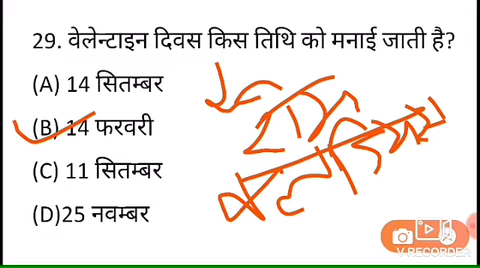 29. वेलेन्टाइन दिवस किस तिथि को मनाई जाती है?
(A) 14 सितम्बर
(B) 14 फरवरी
(C) 11 सितम्बर
(D)25 नवम्बर
V RECORDER